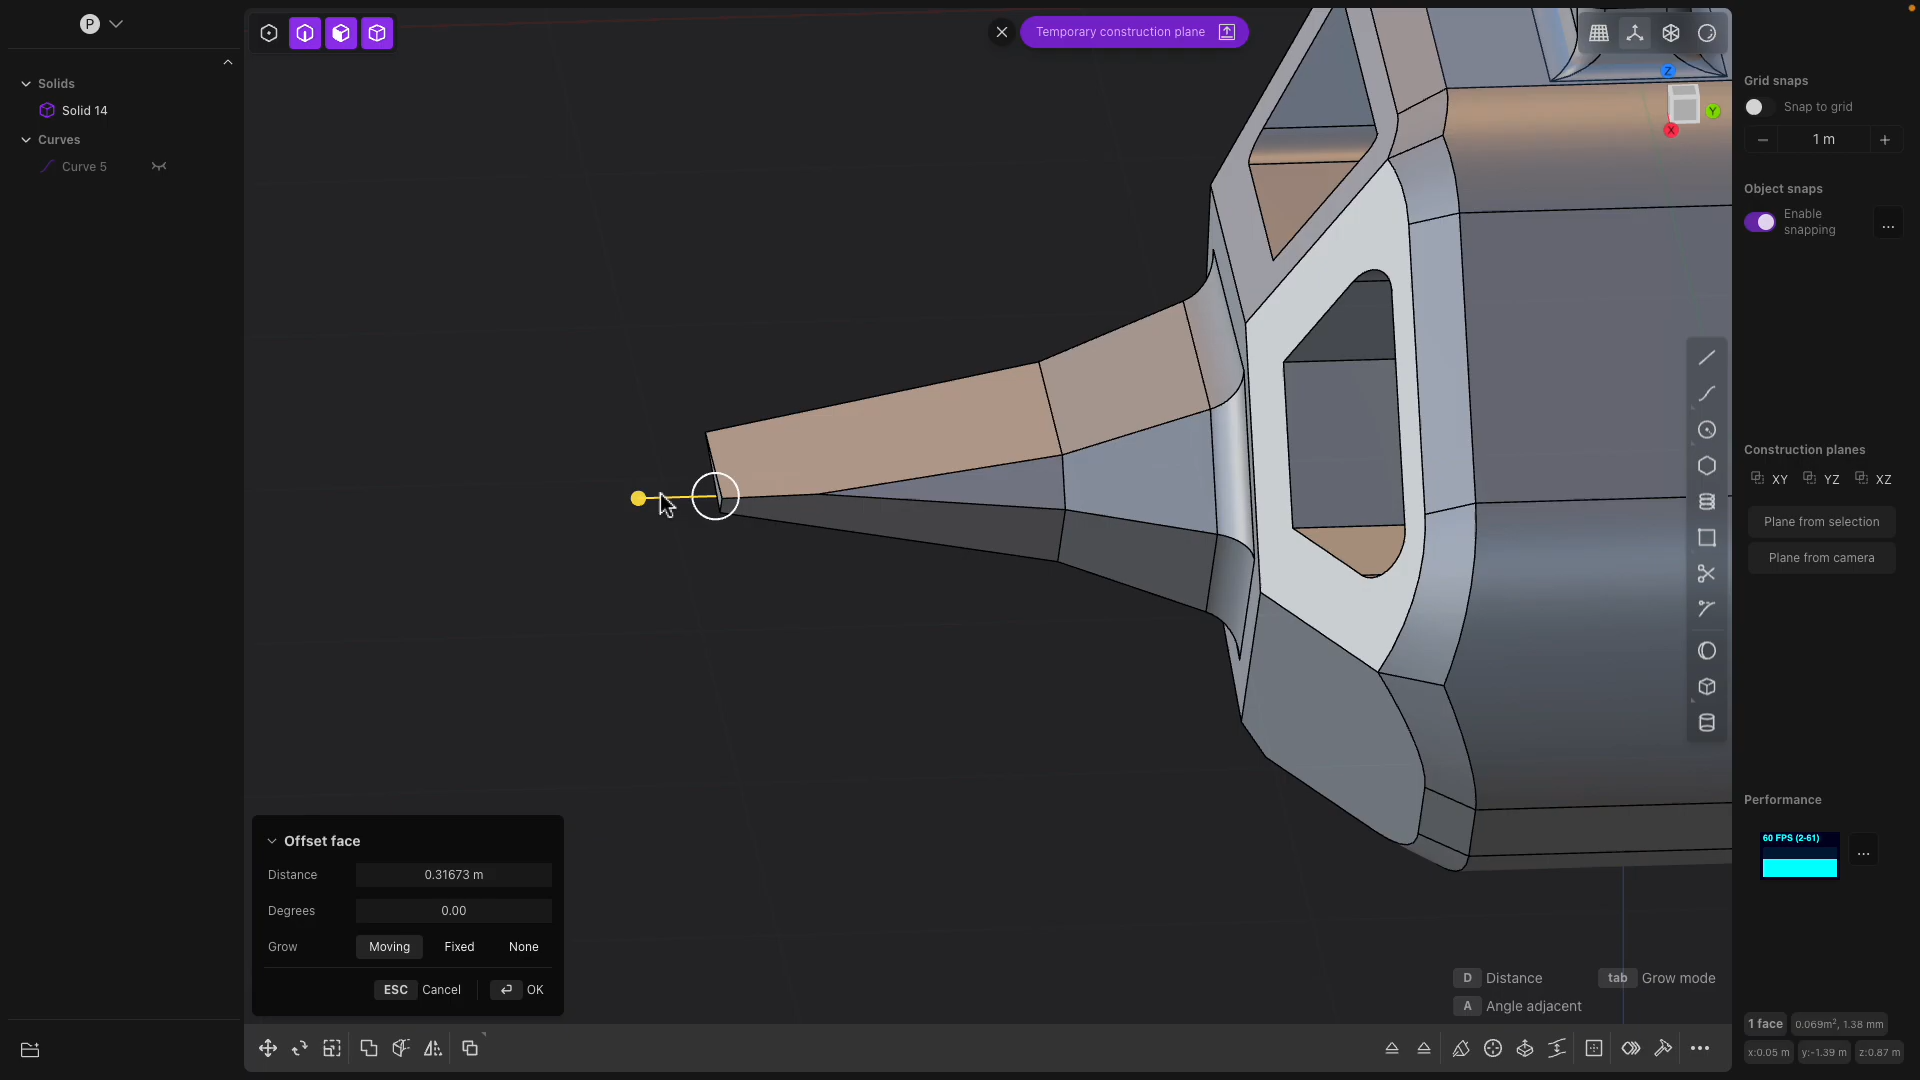 P
Solids
Solid 14
Curves
Curve 5
Temporary construction plane
Z
Y
X
Grid snaps
Snap to grid
1 m
Object snaps
Enable
snapping
...
Construction planes
XY
YZ
XZ
Plane from selection
Plane from camera
Performance
60 FPS (2-61)
...
Offset face
Distance
0.31673 m
Degrees
0.00
Grow
Moving
Fixed
None
ESC
Cancel
OK
D
Distance
tab
Grow mode
A
Angle adjacent
1 face
0.069m², 1.38 mm
x:0.05 m
y:-1.39 m
z:0.87 m